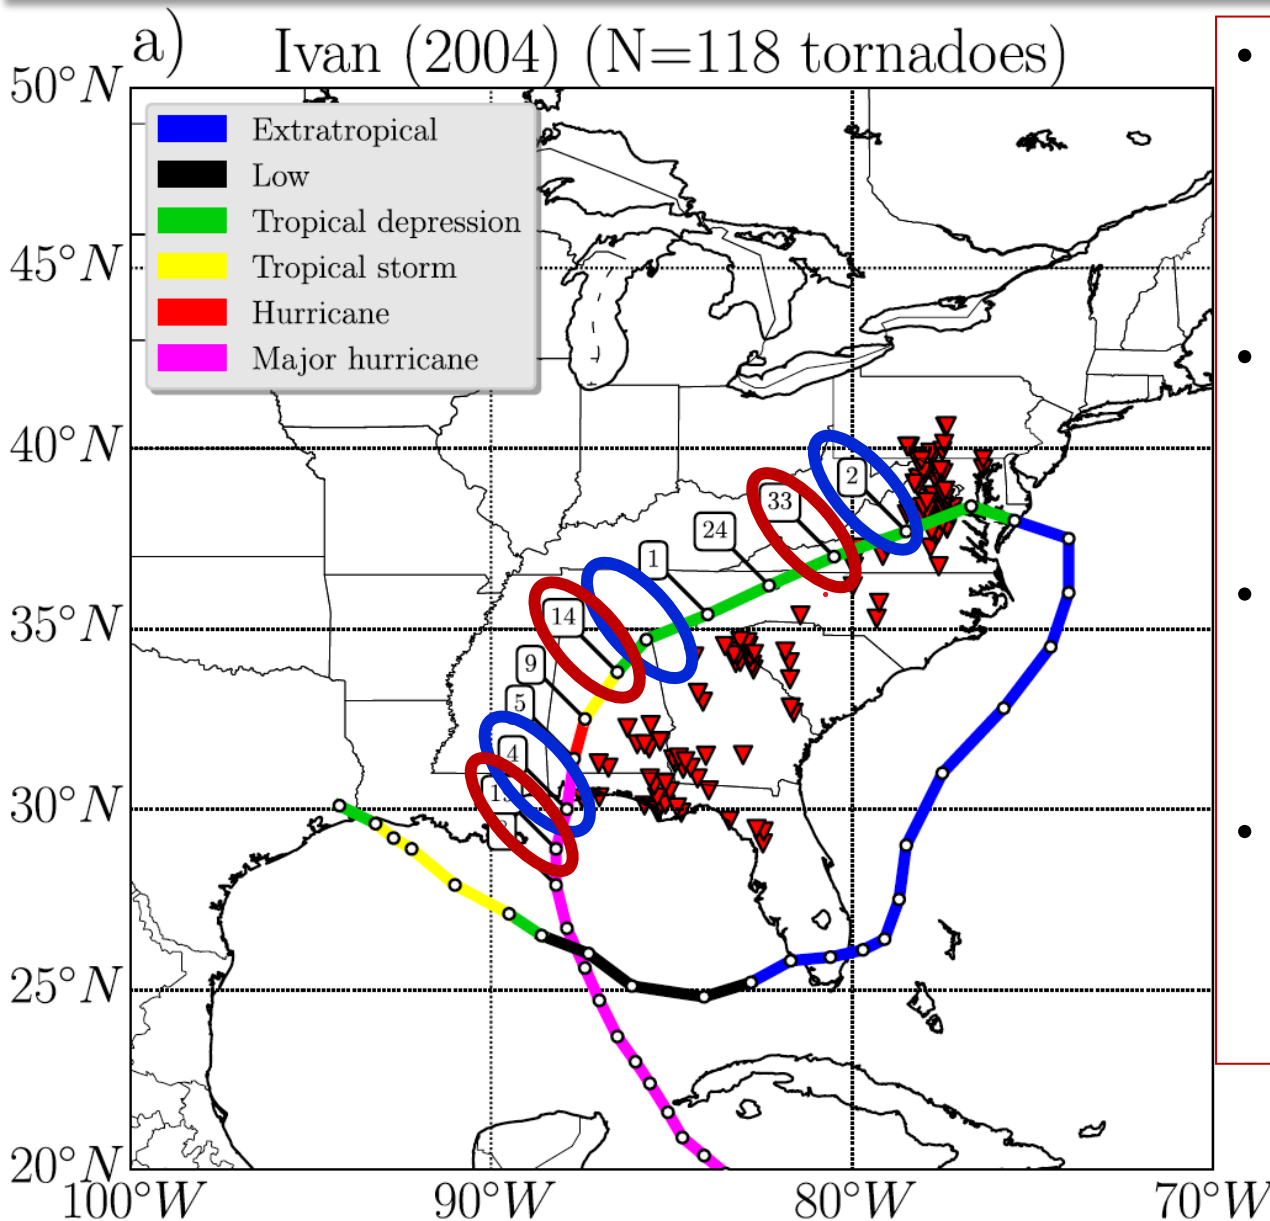 a) Ivan (2004) (N=118 tornadoes)
50°N
Extratropical
Low
Tropical depression
Tropical storm
Hurricane
Major hurricane
45°N
40°N
2
33
24
1
35°N
14
9
5
4
30°N
25°N
20°N
100°W 90°W 80°W 70°W